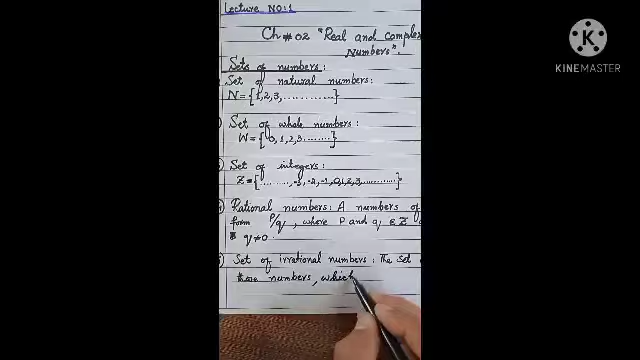 Lecture NO:1
Ch # 02 "Real and Complex
Numbers".
Sets of numbers:
Set of natural numbers:
N={1,2,3,..............}
Set of whole numbers:
W={0,1,2,3.........}
Set of integers:
Z={.........,-3,-2,-1,0,1,2,3,..............}
Rational numbers: A numbers of
form P/q, where P and q ∈ Z
q≠0.
Set of irrational numbers: The set
those numbers, which
KINEMASTER